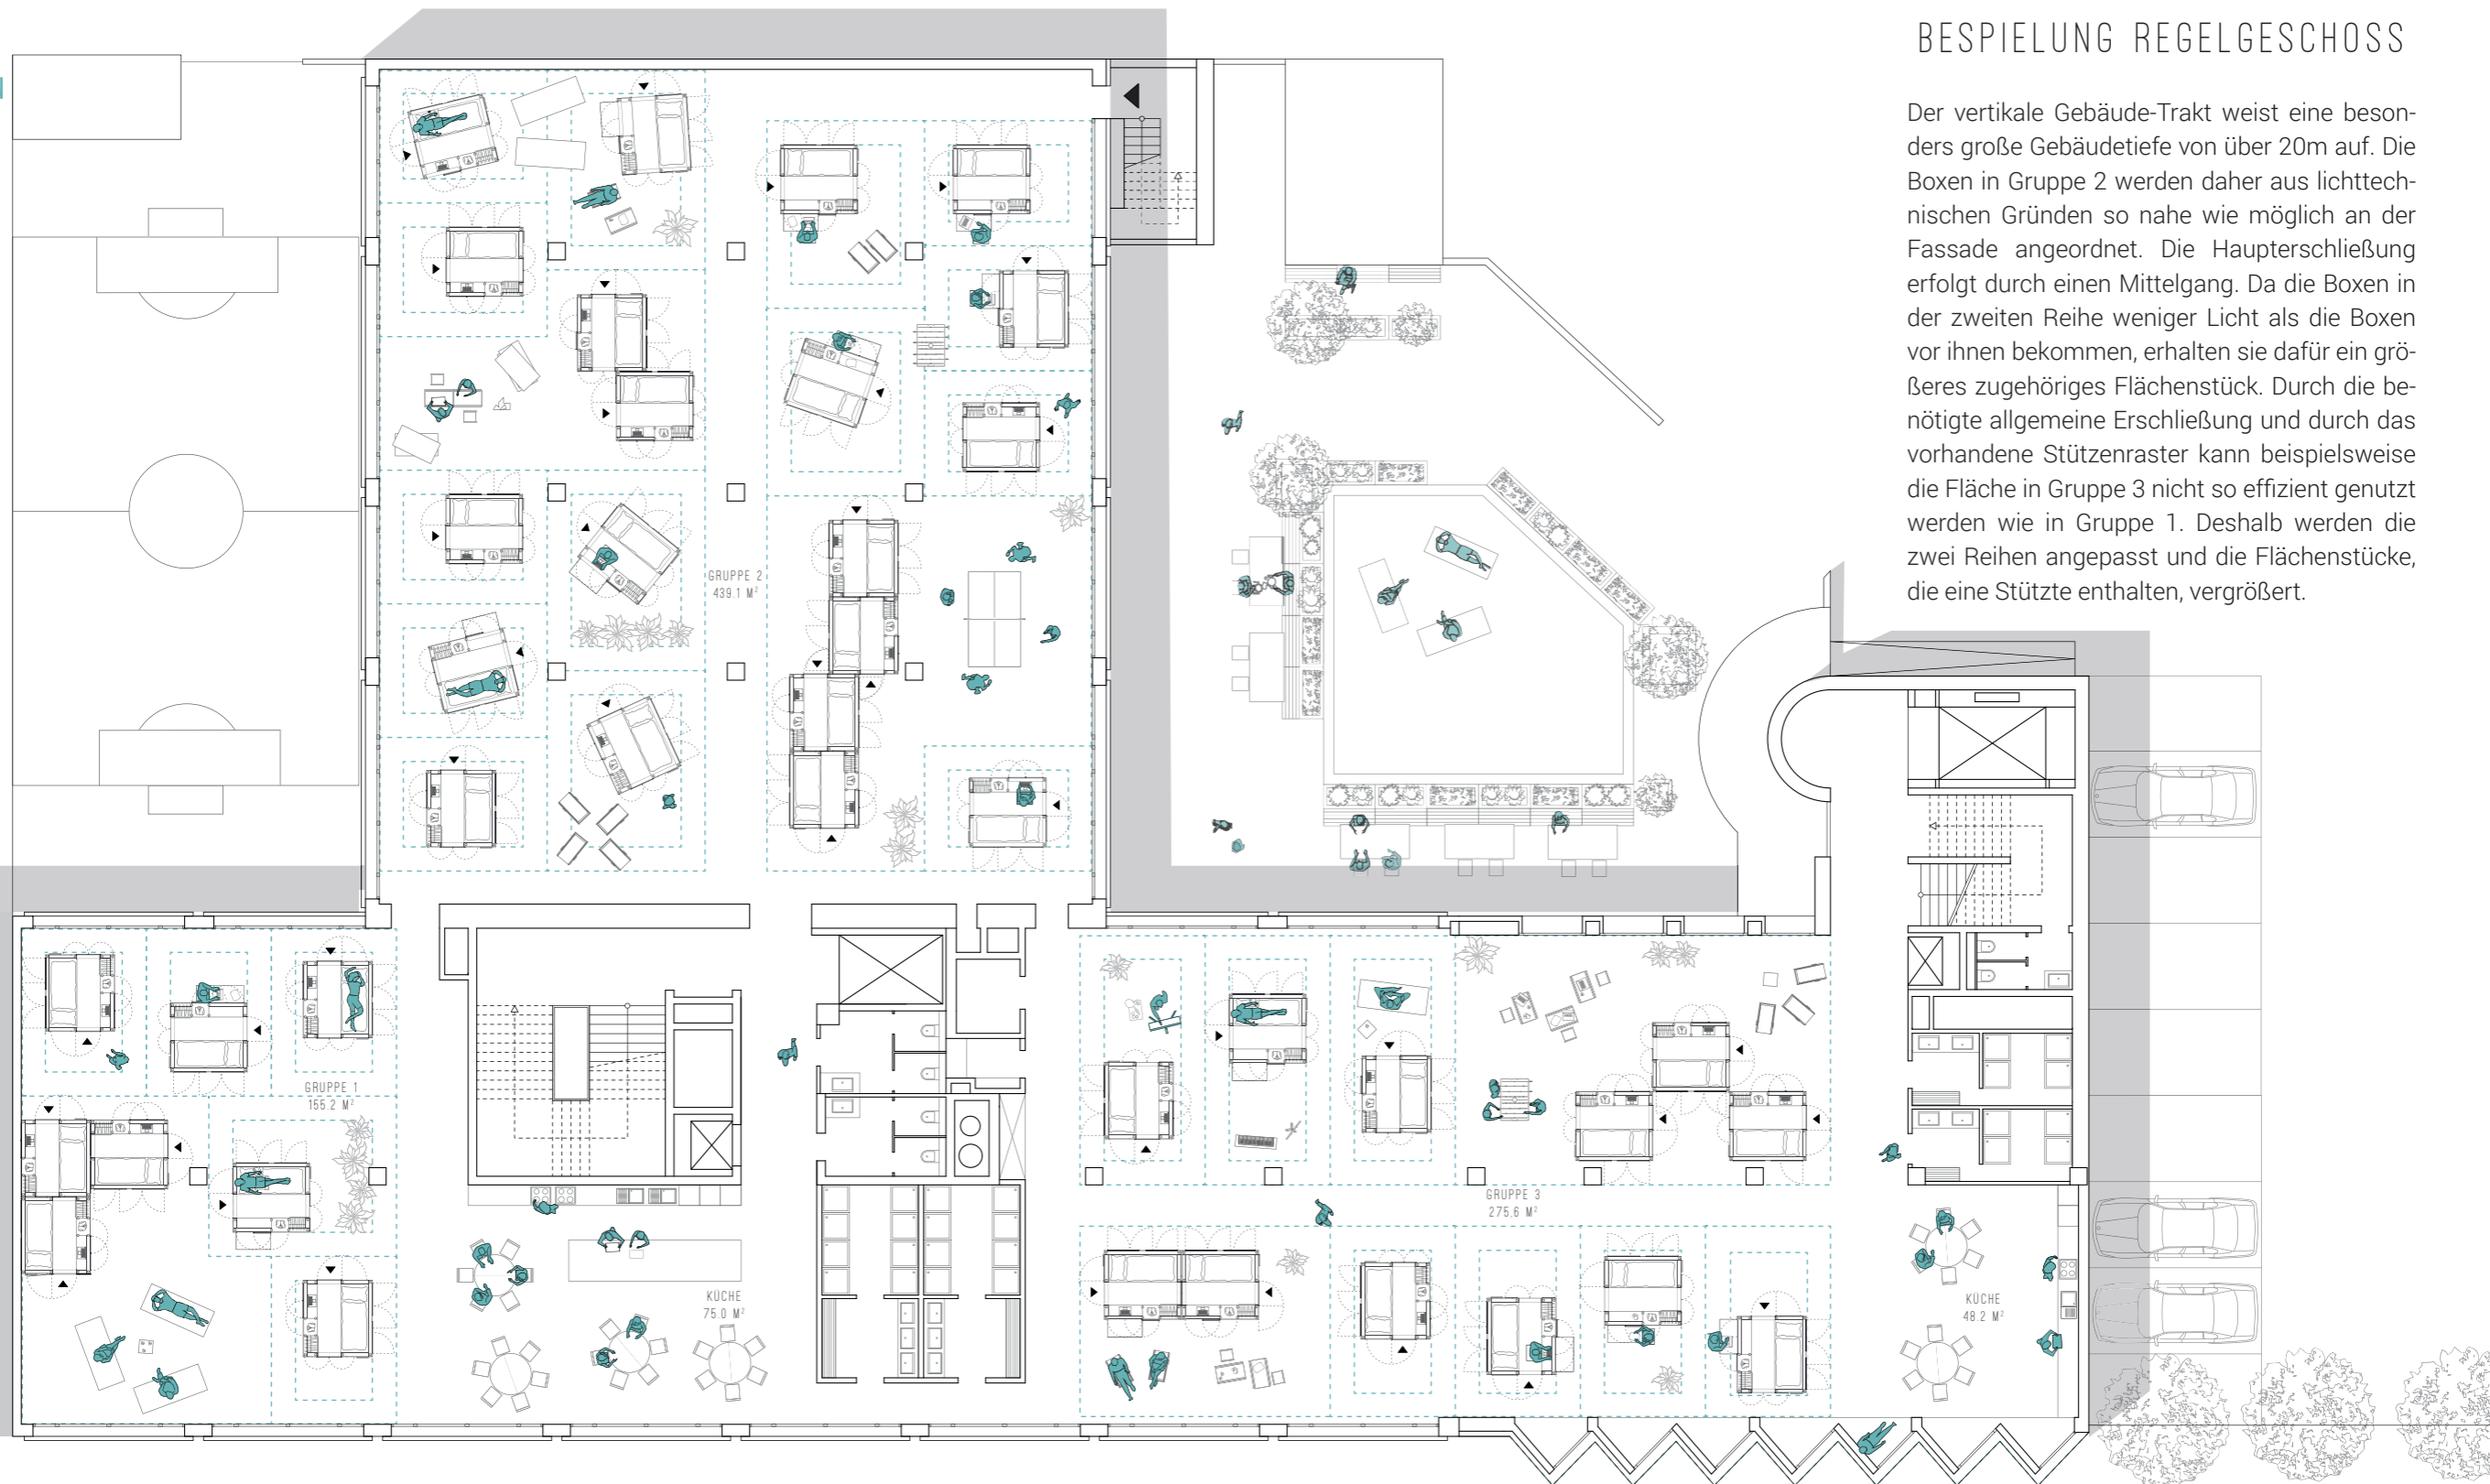 BESPIELUNG REGELGESCHOSS
Der vertikale Gebäude-Trakt weist eine beson-
ders große Gebäudetiefe von über 20m auf. Die
Boxen in Gruppe 2 werden daher aus lichttech-
nischen Gründen so nahe wie möglich an der
Fassade angeordnet. Die Haupterschließung
erfolgt durch einen Mittelgang. Da die Boxen in
der zweiten Reihe weniger Licht als die Boxen
vor ihnen bekommen, erhalten sie dafür ein grö-
ßeres zugehöriges Flächenstück. Durch die be-
nötigte allgemeine Erschließung und durch das
vorhandene Stützenraster kann beispielsweise
die Fläche in Gruppe 3 nicht so effizient genutzt
werden wie in Gruppe 1. Deshalb werden die
zwei Reihen angepasst und die Flächenstücke,
die eine Stützte enthalten, vergrößert.
GRUPPE 2
439.1 M²
GRUPPE 1
155.2 M²
GRUPPE 3
275.6 M²
KÜCHE
75.0 M²
KÜCHE
48.2 M²